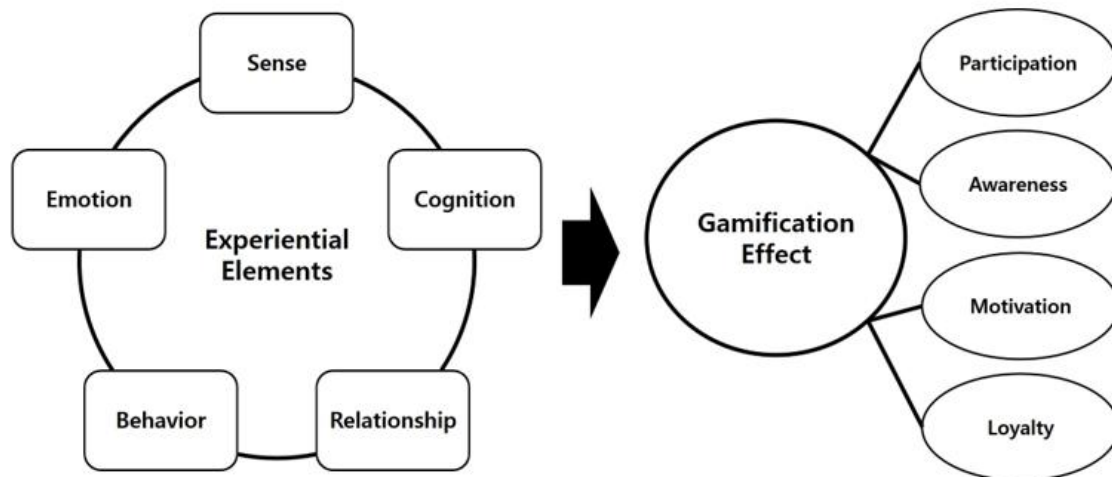 Sense
Emotion
Cognition
Experiential
Elements
Behavior
Relationship
Gamification
Effect
Participation
Awareness
Motivation
Loyalty